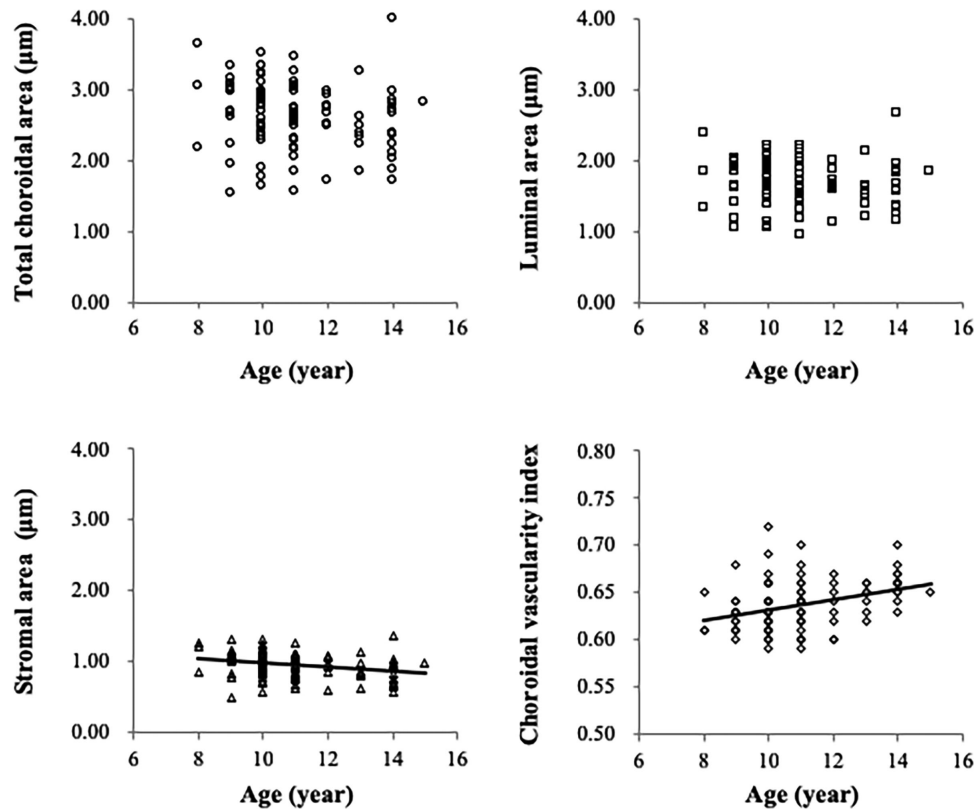 Total choroidal area (μm)
4.00
3.00
2.00
1.00
0.00
6 8 10 12 14 16
Age (year)
Luminal area (μm)
4.00
3.00
2.00
1.00
0.00
6 8 10 12 14 16
Age (year)
Stromal area (μm)
4.00
3.00
2.00
1.00
0.00
6 8 10 12 14 16
Age (year)
Choroidal vascularity index
0.80
0.75
0.70
0.65
0.60
0.55
0.50
6 8 10 12 14 16
Age (year)